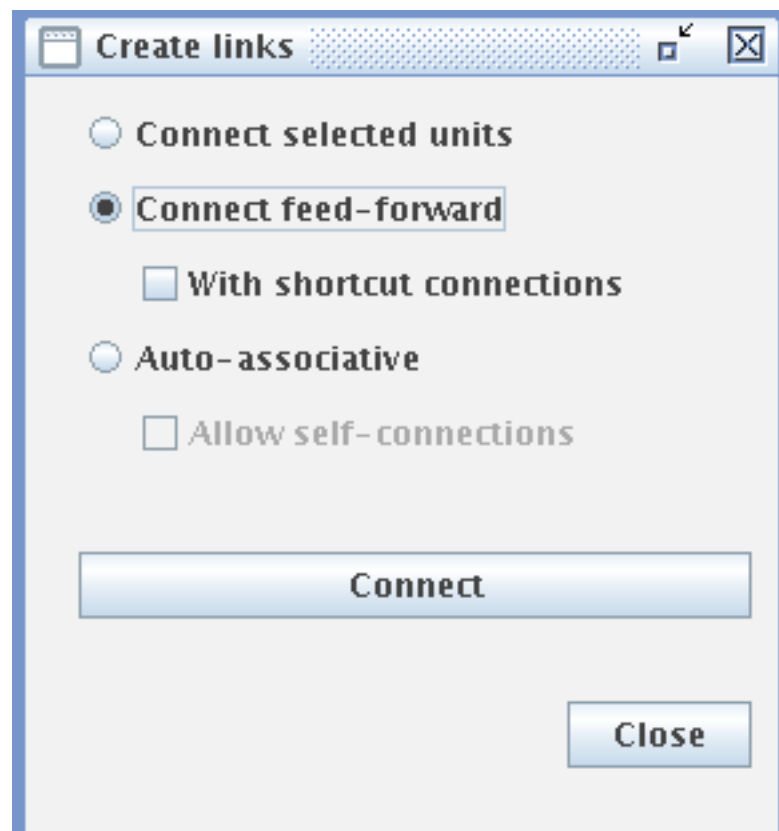 Create links
Connect selected units
Connect feed-forward
With shortcut connections
Auto-associative
Allow self-connections
Connect
Close